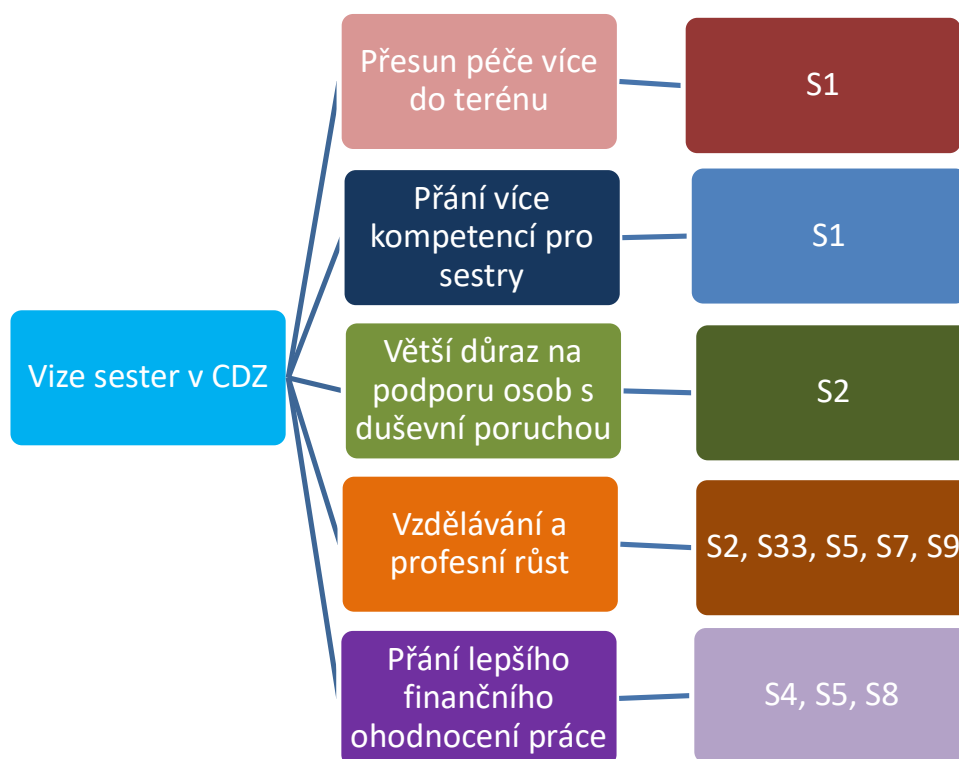 Přesun péče více
do terénu
S1
Přání více
kompetencí pro
sestry
S1
Vize sester v CDZ
Větší důraz na
podporu osob s
duševní poruchou
S2
Vzdělávání a
profesní růst
S2, S33, S5, S7, S9
Přání lepšího
finančního
ohodnocení práce
S4, S5, S8